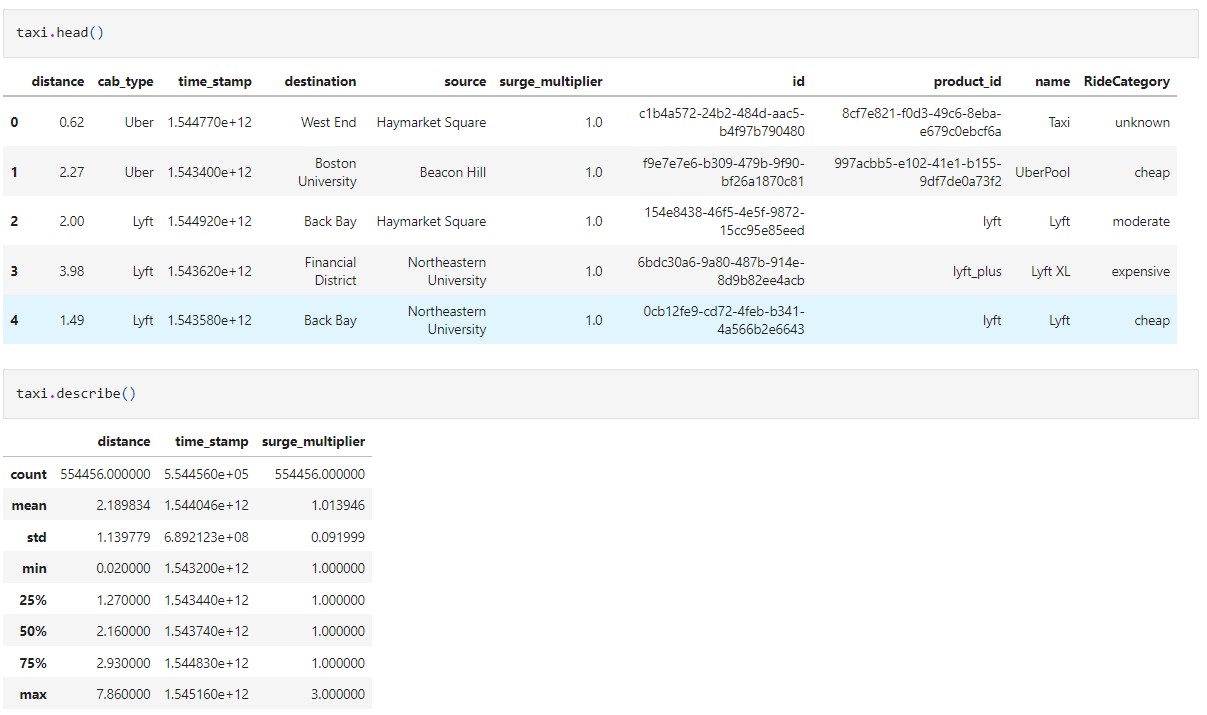 taxi.head()
distance cab_type time_stamp destination source surge_multiplier id product_id name RideCategory
0 0.62 Uber 1.544770e+12 West End Haymarket Square 1.0 c1b4a572-24b2-484d-aac5- 8cf7e821-f0d3-49c6-8eba- Taxi unknown
b4f97b790480 e679c0ebcf6a
1 2.27 Uber 1.543400e+12 Boston Beacon Hill 1.0 f9e7e7e6-b309-479b-9f90- 997acbb5-e102-41e1-b155- UberPool cheap
University bf26a1870c81 9df7de0a73f2
2 2.00 Lyft 1.544920e+12 Back Bay Haymarket Square 1.0 154e8438-46f5-4e5f-9872- lyft Lyft moderate
15cc95e85eed
3 3.98 Lyft 1.543620e+12 Financial Northeastern 1.0 6bdc30a6-9a80-487b-914e- lyft_plus Lyft XL expensive
District University 8d9b82ee4acb
4 1.49 Lyft 1.543580e+12 Back Bay Northeastern 1.0 0cb12fe9-cd72-4feb-b341- lyft Lyft cheap
University 4a566b2e6643
taxi.describe()
distance time_stamp surge_multiplier
count 554456.000000 5.544560e+05 554456.000000
mean 2.189834 1.544046e+12 1.013946
std 1.139779 6.892123e+08 0.091999
min 0.020000 1.543200e+12 1.000000
25% 1.270000 1.543440e+12 1.000000
50% 2.160000 1.543740e+12 1.000000
75% 2.930000 1.544830e+12 1.000000
max 7.860000 1.545160e+12 3.000000